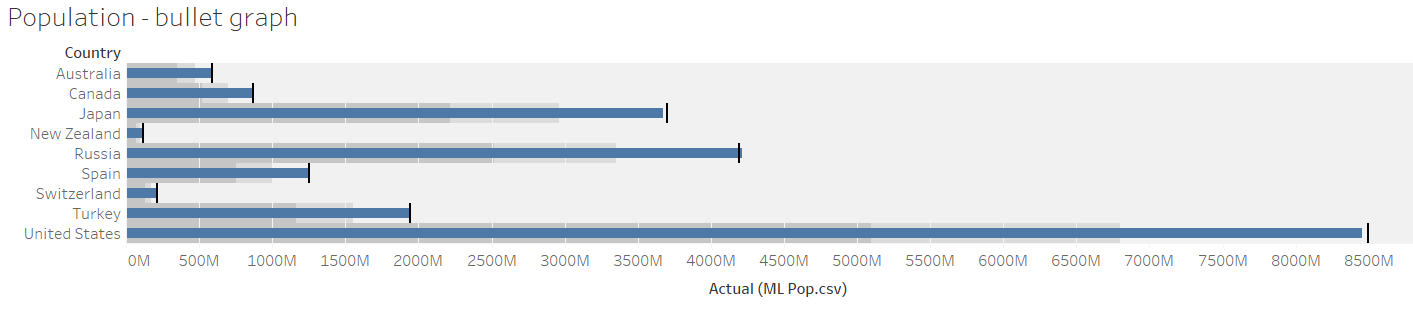 Population - bullet graph
Country
Australia
Canada
Japan
New Zealand
Russia
Spain
Switzerland
Turkey
United States
0M 500M 1000M 1500M 2000M 2500M 3000M 3500M 4000M 4500M 5000M 5500M 6000M 6500M 7000M 7500M 8000M 8500M
Actual (ML Pop.csv)